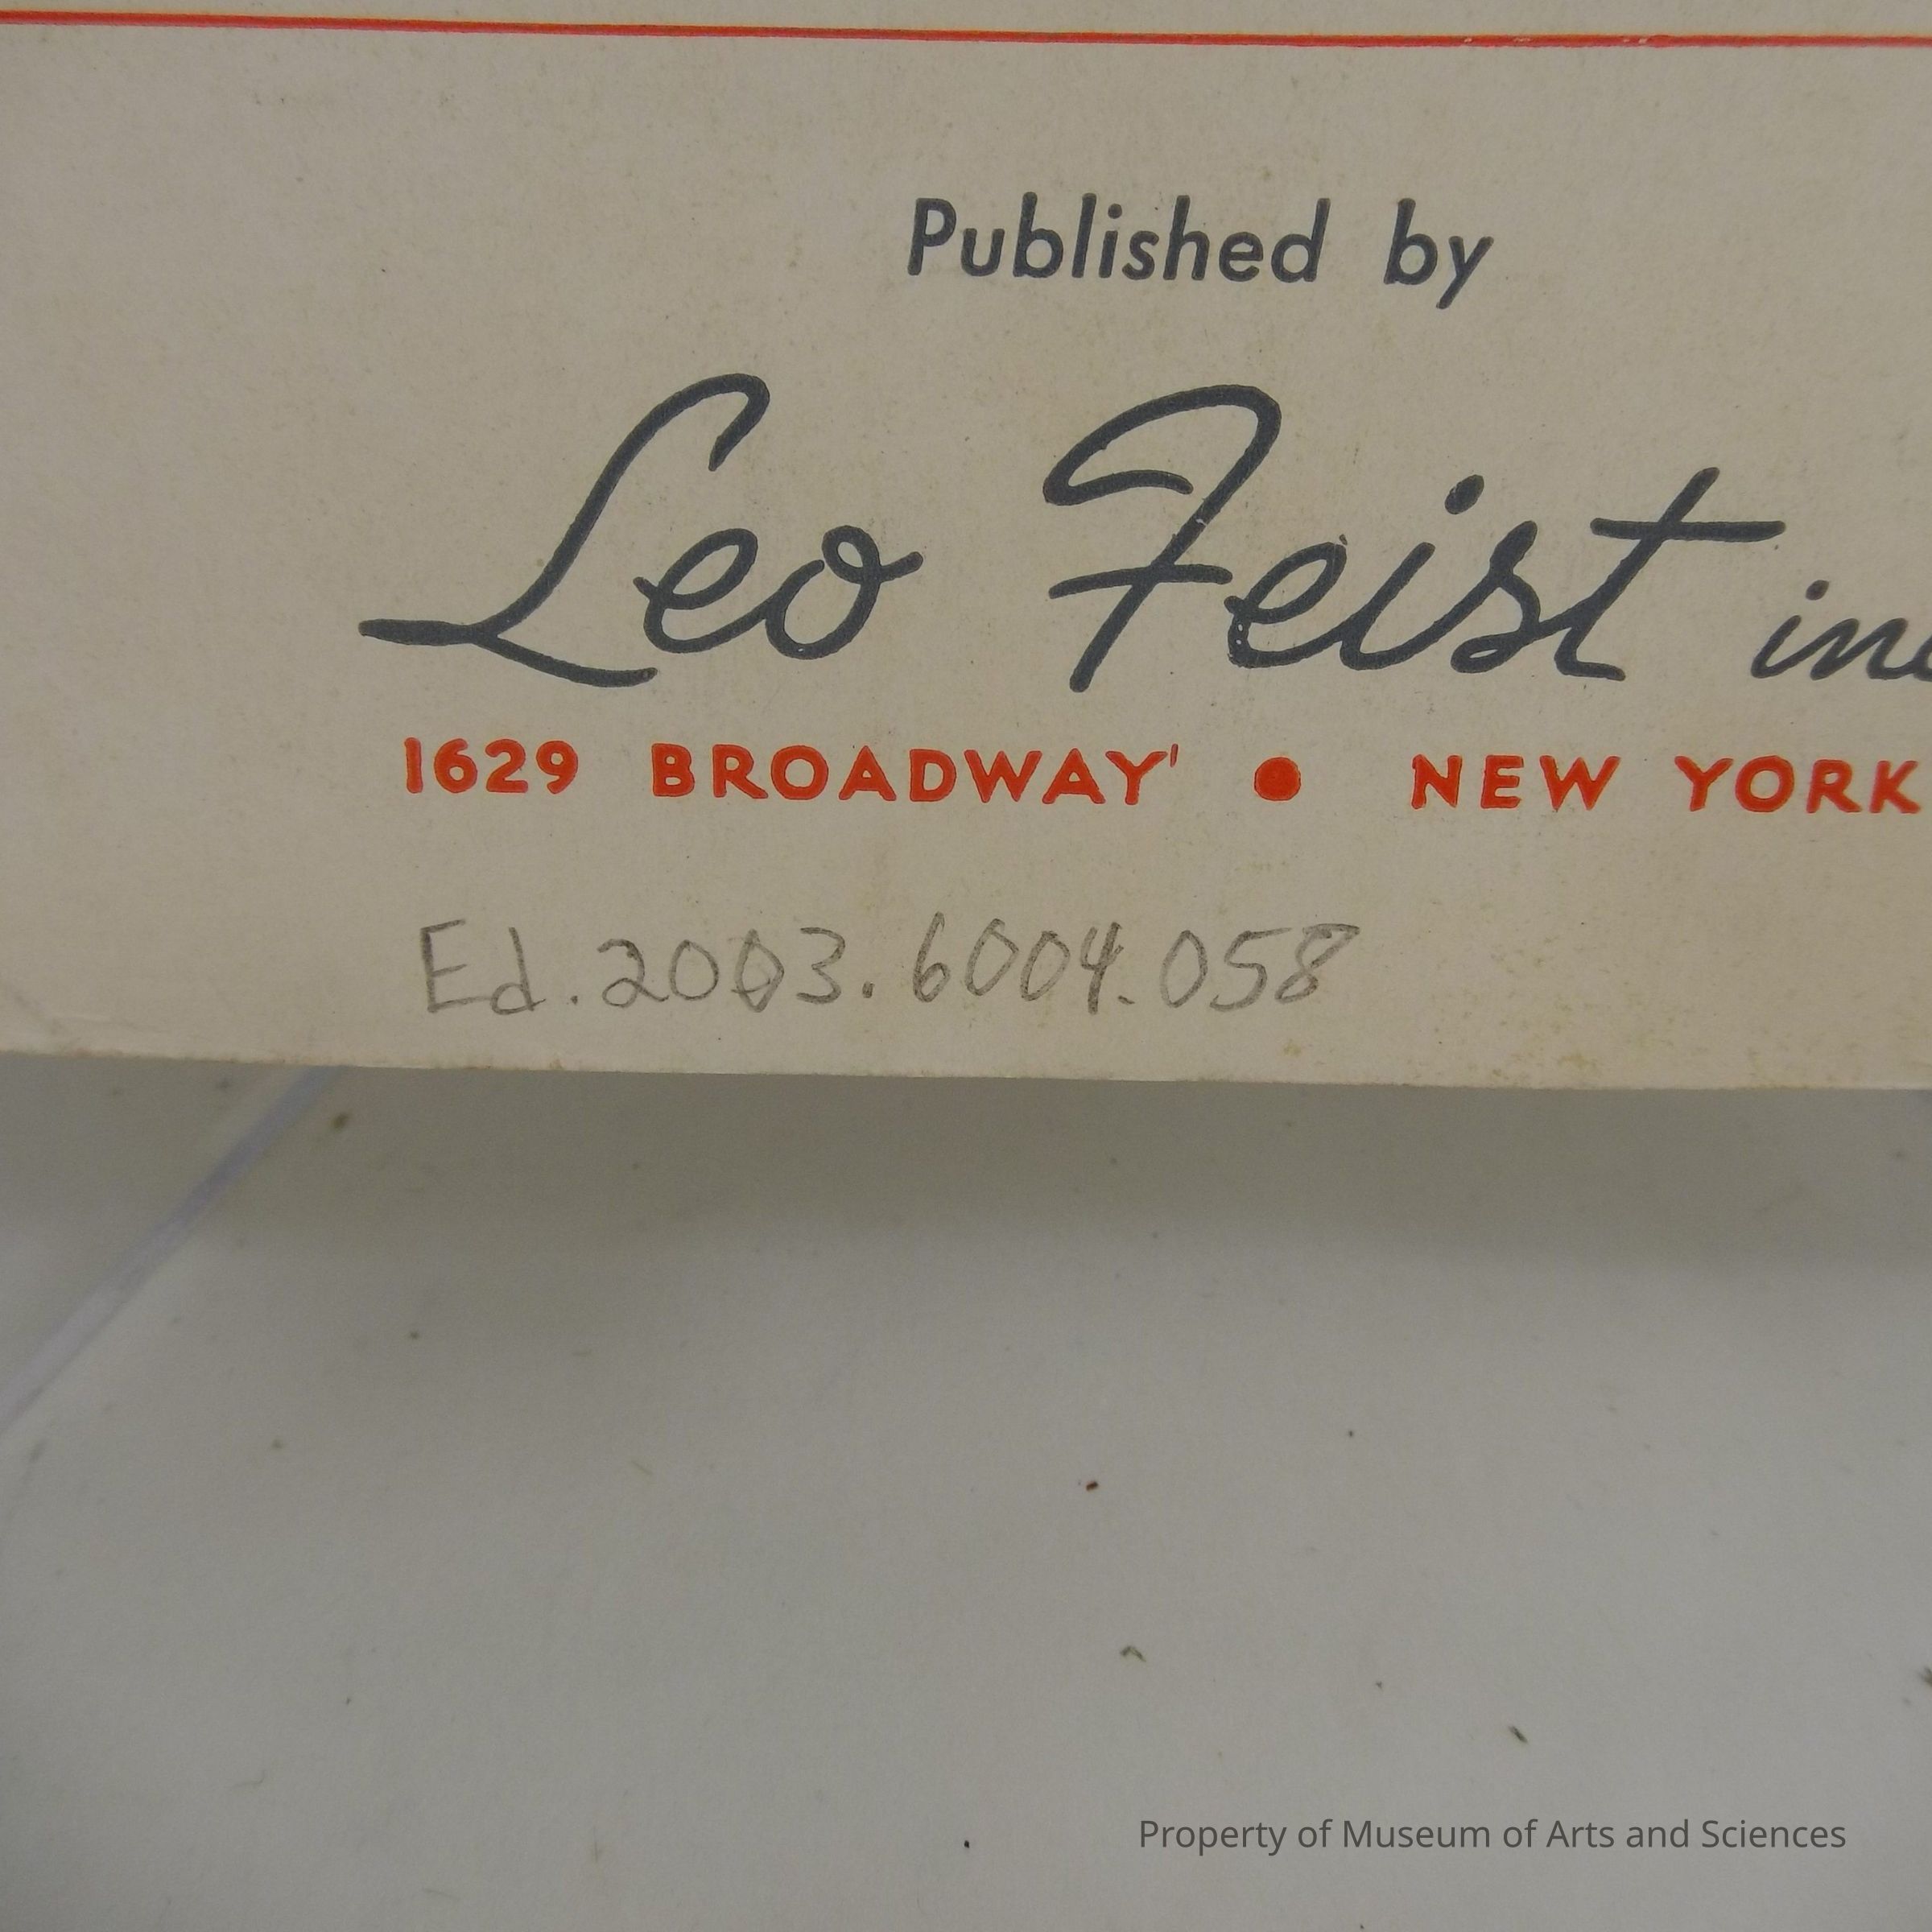 Published by
Leo Feist inc
1629 BROADWAY' ● NEW YORK
Ed.2003.6004.058
Property of Museum of Arts and Sciences